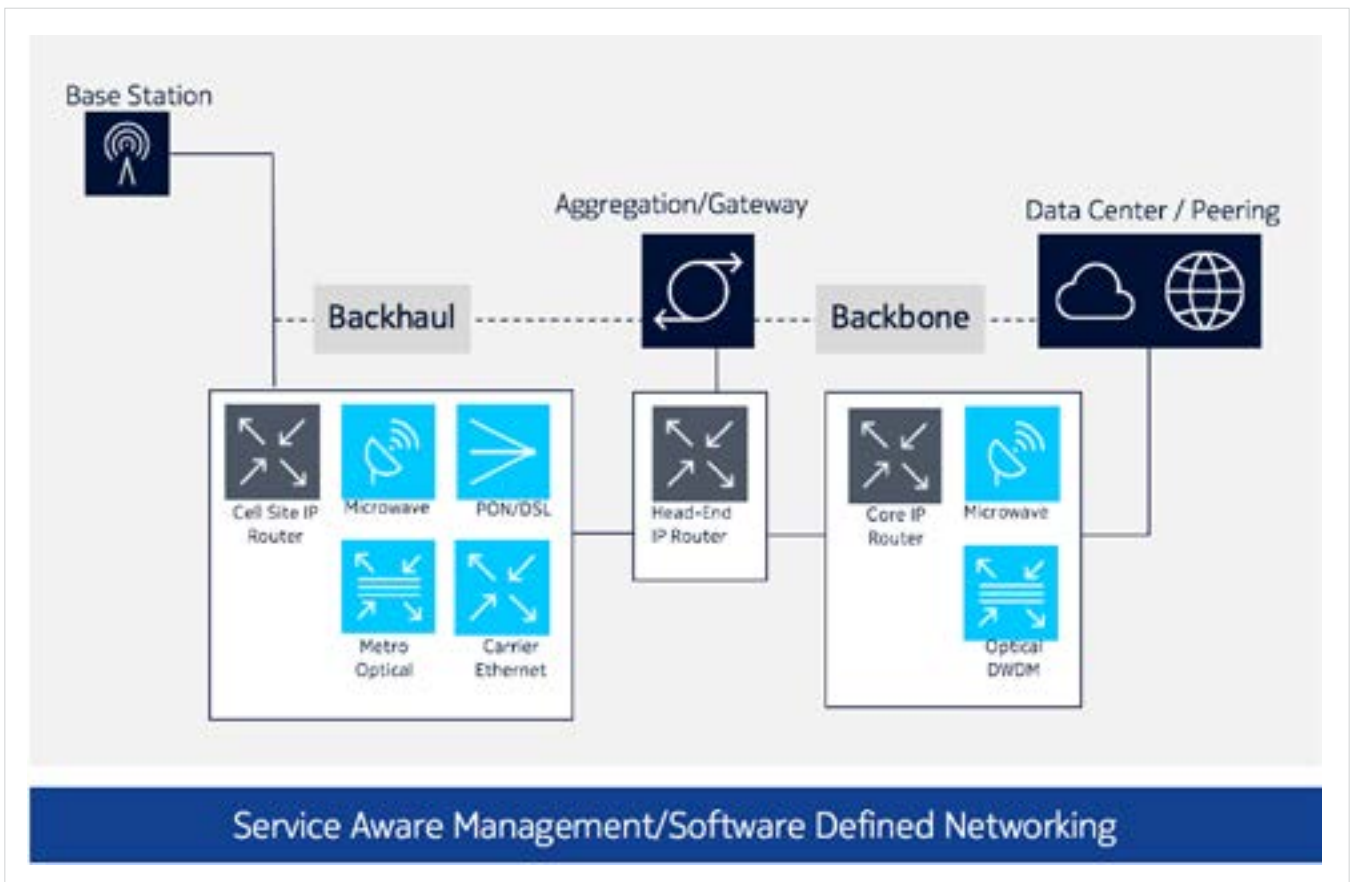 Base Station
Aggregation/Gateway
Data Center / Peering
Backhaul
Backbone
Cell Site IP
Router
Microwave
PON/DSL
Metro
Optical
Carrier
Ethernet
Head-End
IP Router
Core IP
Router
Microwave
Optical
DWDM
Service Aware Management/Software Defined Networking